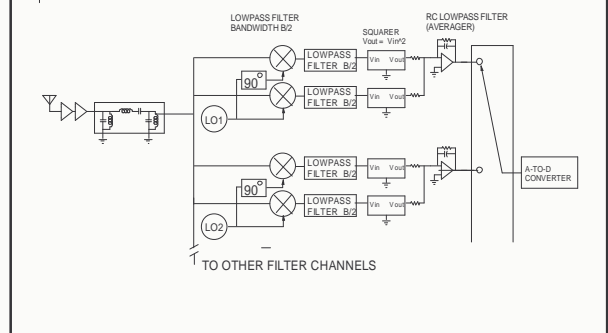 LOWPASS FILTER
BANDWIDTH B/2
SQUARER
Vout = Vin^2
RC LOWPASS FILTER
(AVERAGER)
LOWPASS
FILTER B/2
Vin Vout
90°
LOWPASS
FILTER B/2
Vin Vout
LO1
LOWPASS
FILTER B/2
Vin Vout
A-TO-D
CONVERTER
90°
LOWPASS
FILTER B/2
Vin Vout
LO2
TO OTHER FILTER CHANNELS